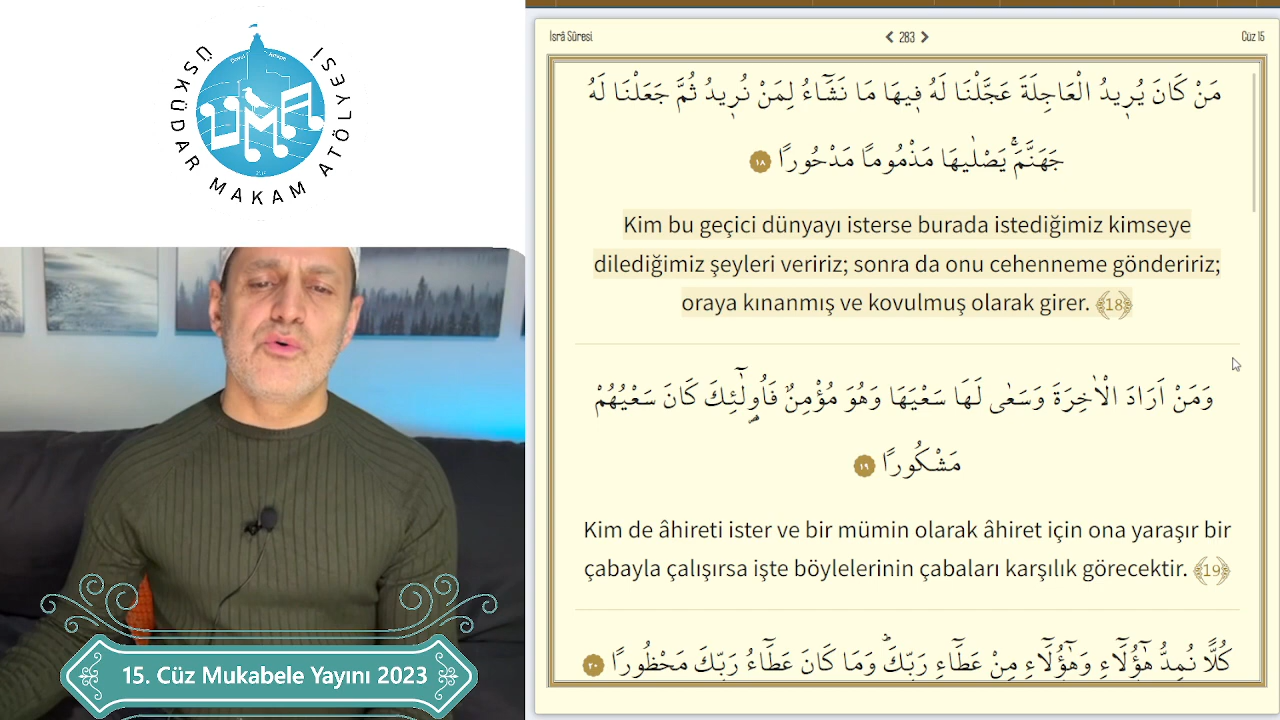 ÜSKÜDAR MAKAM ATÖLYESİ
15. Cüz Mukabele Yayını 2023
İsrâ Sûresi
283
Cüz 15
مَنْ كَانَ يُرٖيدُ الْعَاجِلَةَ عَجَّلْنَا لَهُ فٖيهَا مَا نَشَٓاءُ لِمَنْ نُرٖيدُ ثُمَّ جَعَلْنَا لَهُ
جَهَنَّمَۚ يَصْلٰيهَا مَذْمُومًا مَدْحُورًا ١٨
Kim bu geçici dünyayı isterse burada istediğimiz kimseye
dilediğimiz şeyleri veririz; sonra da onu cehenneme göndeririz;
oraya kınanmış ve kovulmuş olarak girer. ﴾18﴿
وَمَنْ اَرَادَ الْاٰخِرَةَ وَسَعٰى لَهَا سَعْيَهَا وَهُوَ مُؤْمِنٌ فَاُو۬لٰٓئِكَ كَانَ سَعْيُهُمْ
مَشْكُورًا ١٩
Kim de âhireti ister ve bir mümin olarak âhiret için ona yaraşır bir
çabayla çalışırsa işte böylelerinin çabaları karşılık görecektir. ﴾19﴿
كُلًّا نُمِدُّ هٰٓؤُ۬لَٓاءِ وَهٰٓؤُ۬لَٓاءِ مِنْ عَطَٓاءِ رَبِّكَؕ وَمَا كَانَ عَطَٓاءُ رَبِّكَ مَحْظُورًا ٢٠